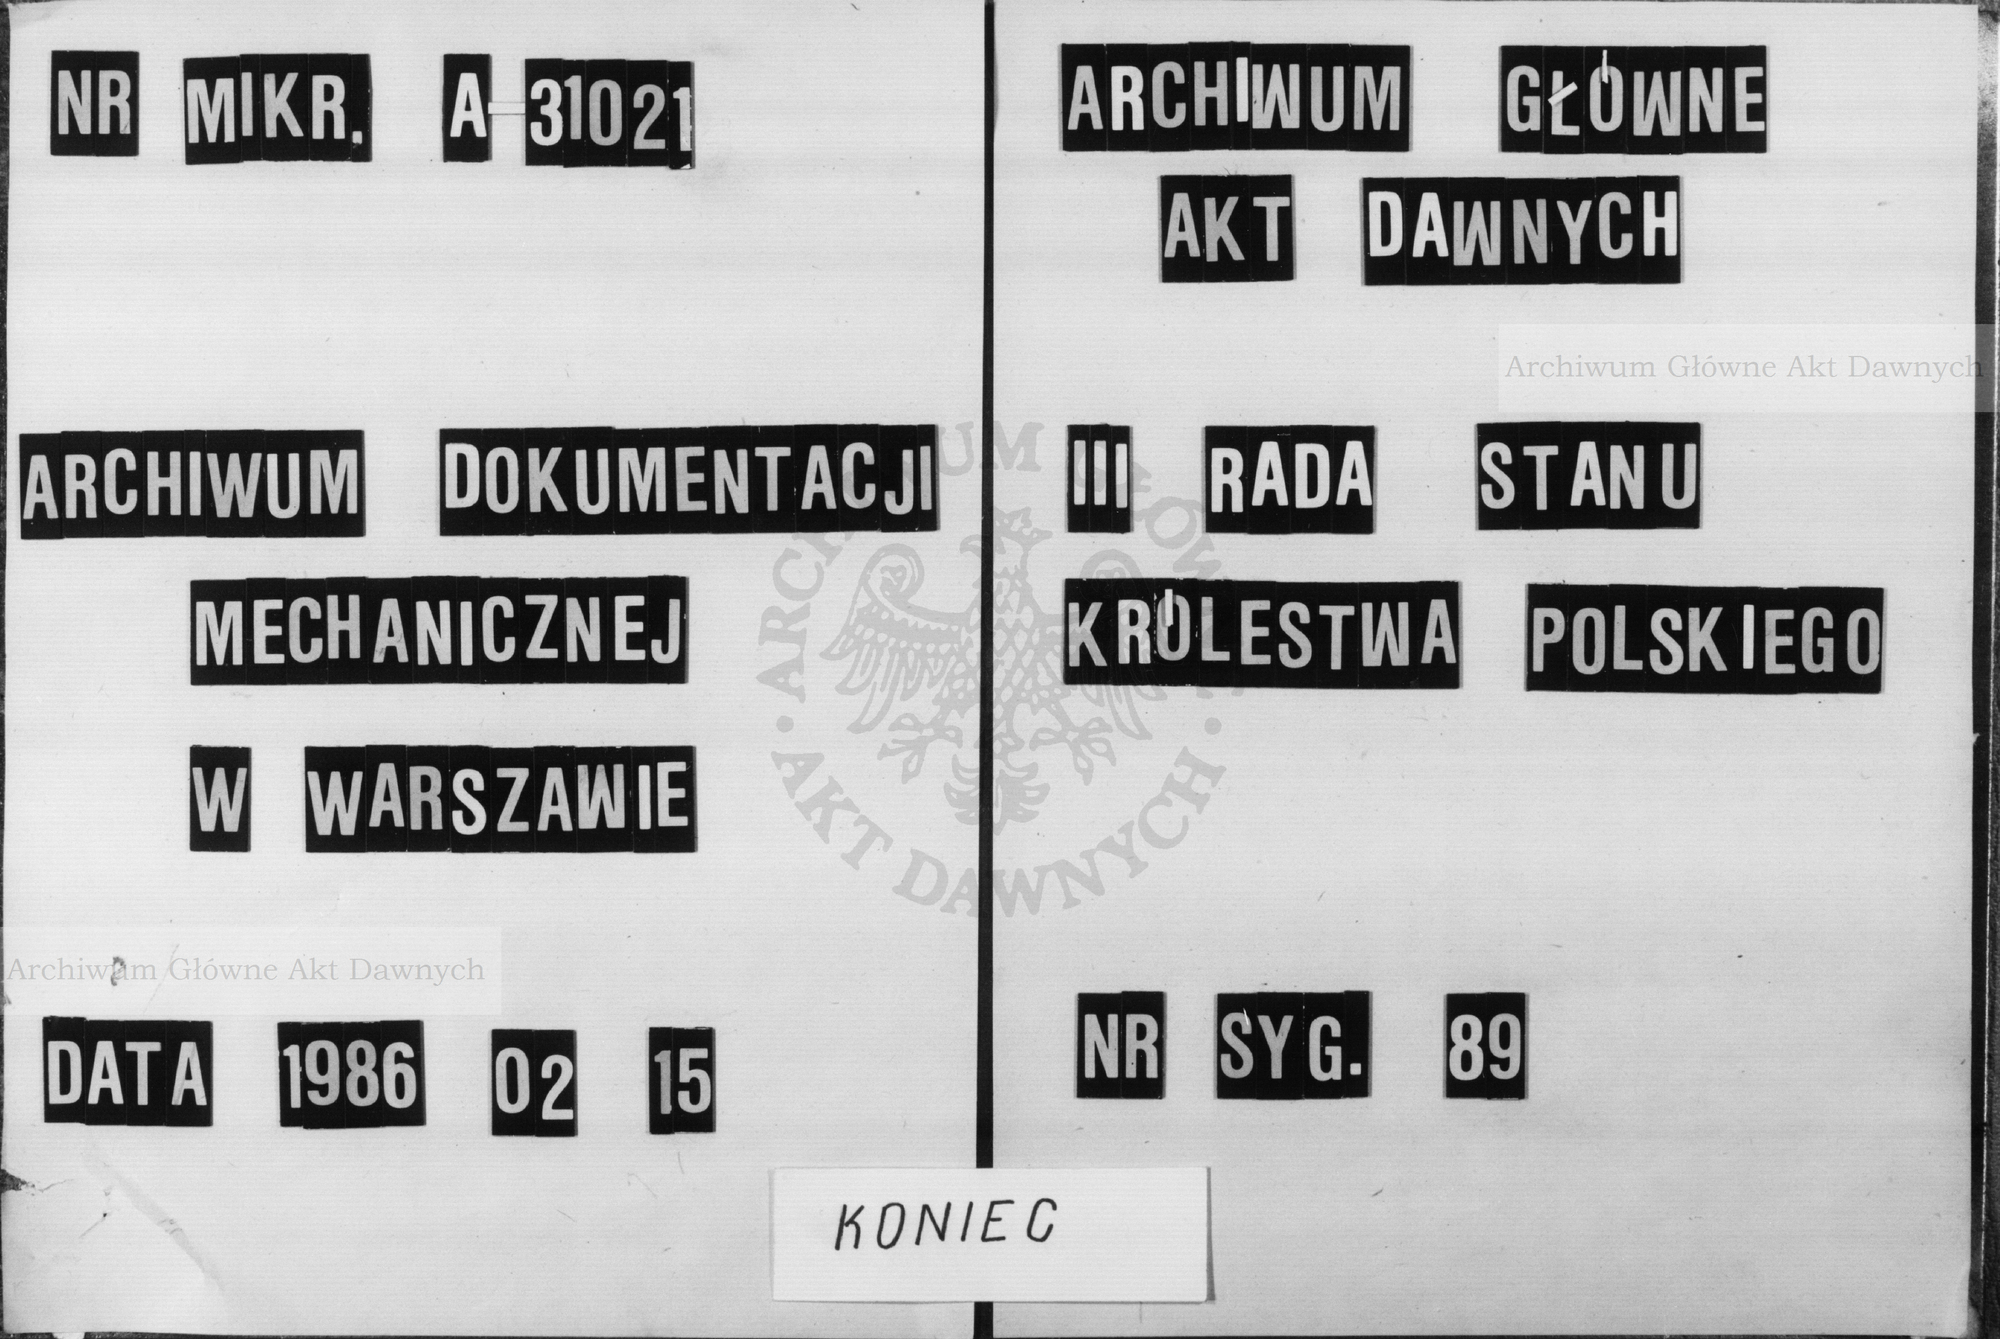 NR MIKR. A-31021
ARCHIWUM DOKUMENTACJI
MECHANICZNEJ
W WARSZAWIE
DATA 1986 02 15
ARCHIWUM GŁÓWNE
AKT DAWNYCH
III RADA STANU
KRÓLESTWA POLSKIEGO
NR SYG. 89
KONIEC
Archiwum Główne Akt Dawnych
Archiwum Główne Akt Dawnych
ARCHIWUM GŁÓWNE
AKT DAWNYCH